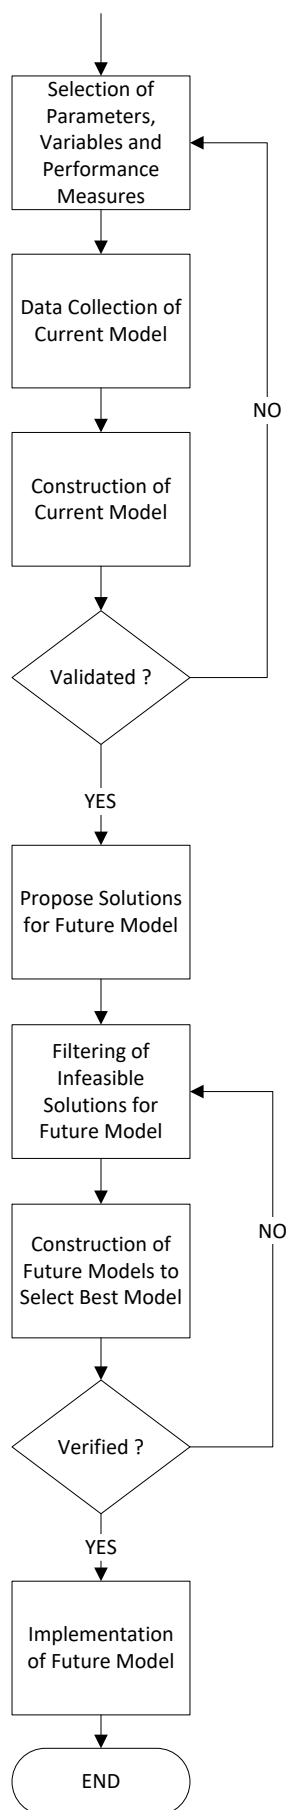 Selection of
Parameters,
Variables and
Performance
Measures
Data Collection of
Current Model
NO
Construction of
Current Model
Validated ?
YES
Propose Solutions
for Future Model
Filtering of
Infeasible
Solutions for
Future Model
NO
Construction of
Future Models to
Select Best Model
Verified ?
YES
Implementation
of Future Model
END